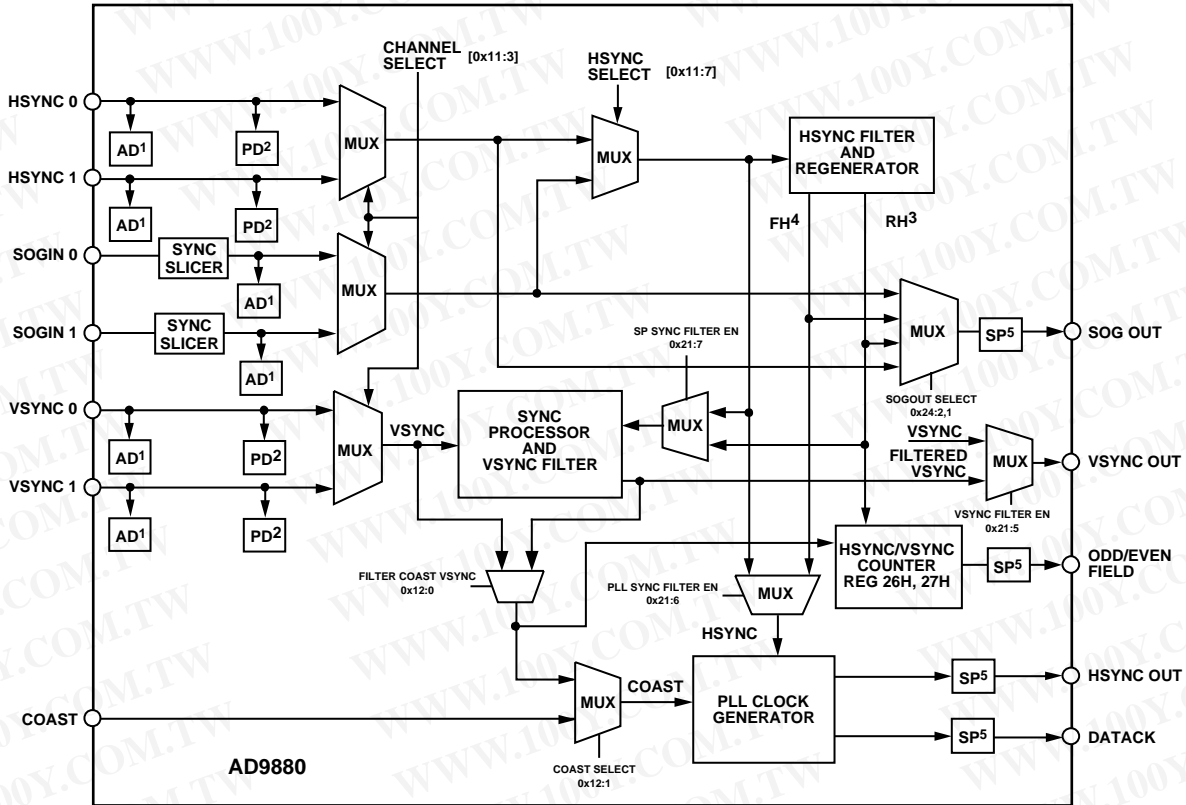 CHANNEL
SELECT [0x11:3]
HSYNC
SELECT [0x11:7]
HSYNC 0
AD1
PD2
MUX
MUX
HSYNC FILTER
AND
REGENERATOR
HSYNC 1
AD1
PD2
FH4
RH3
SOGIN 0
SYNC
SLICER
AD1
MUX
SOGIN 1
SYNC
SLICER
AD1
SP SYNC FILTER EN
0x21:7
MUX
SP5
SOG OUT
SOGOUT SELECT
0x24:2,1
VSYNC 0
AD1
PD2
MUX
VSYNC
SYNC
PROCESSOR
AND
VSYNC FILTER
MUX
VSYNC
FILTERED
VSYNC
MUX
VSYNC OUT
VSYNC FILTER EN
0x21:5
VSYNC 1
AD1
PD2
FILTER COAST VSYNC
0x12:0
PLL SYNC FILTER EN
0x21:6
MUX
HSYNC
HSYNC/VSYNC
COUNTER
REG 26H, 27H
SP5
ODD/EVEN
FIELD
COAST
MUX
COAST
PLL CLOCK
GENERATOR
SP5
HSYNC OUT
SP5
DATACK
COAST SELECT
0x12:1
AD9880
WWW.100Y.COM.TW